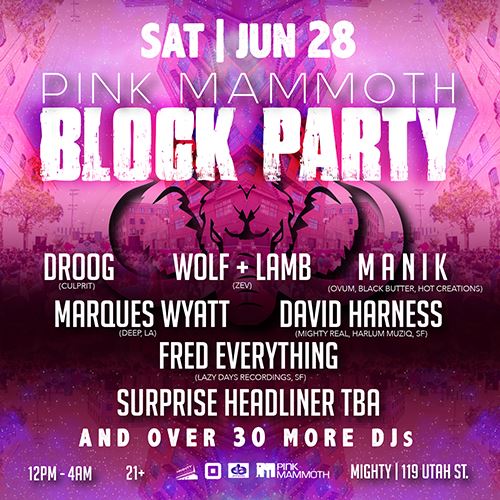 SAT | JUN 28
PINK MAMMOTH
BLOCK PARTY
DROOG WOLF + LAMB MANIK
(CULPRIT) (ZEV) (OVUM, BLACK BUTTER, HOT CREATIONS)
MARQUES WYATT DAVID HARNESS
(DEEP, LA) (MIGHTY REAL, HARLUM MUZIQ, SF)
FRED EVERYTHING
(LAZY DAYS RECORDINGS, SF)
SURPRISE HEADLINER TBA
AND OVER 30 MORE DJs
12PM - 4AM 21+ PINK MAMMOTH MIGHTY | 119 UTAH ST.